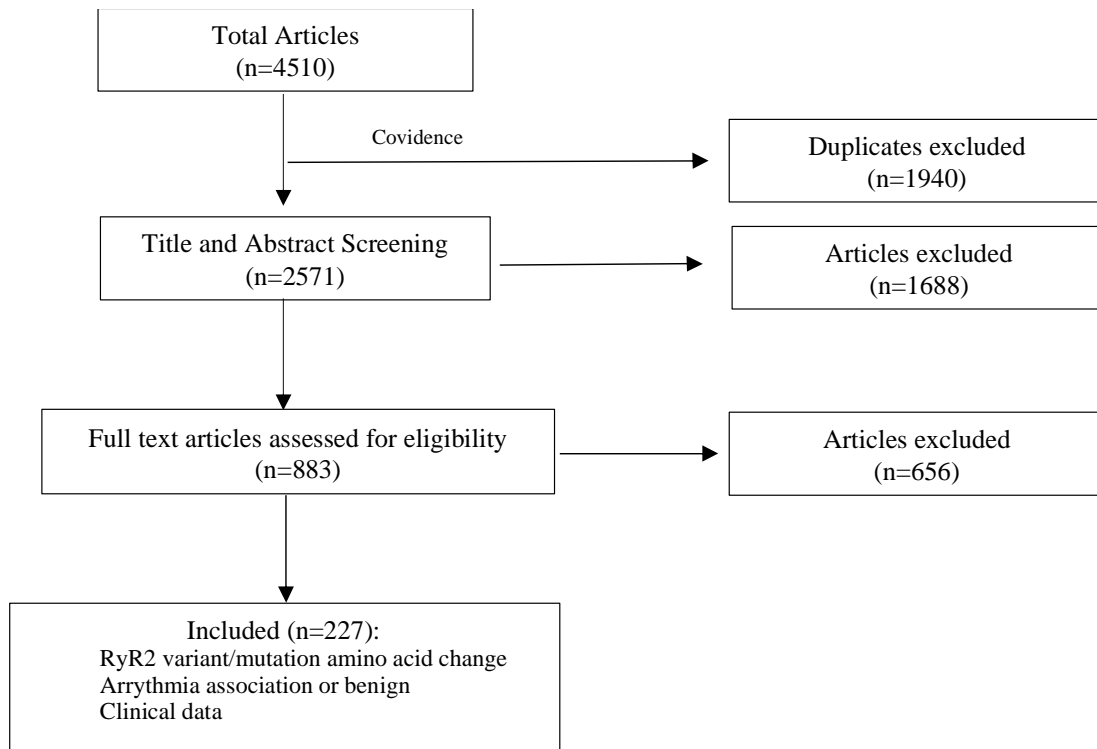 Total Articles
(n=4510)
Covidence
Duplicates excluded
(n=1940)
Title and Abstract Screening
(n=2571)
Articles excluded
(n=1688)
Full text articles assessed for eligibility
(n=883)
Articles excluded
(n=656)
Included (n=227):
RyR2 variant/mutation amino acid change
Arrythmia association or benign
Clinical data